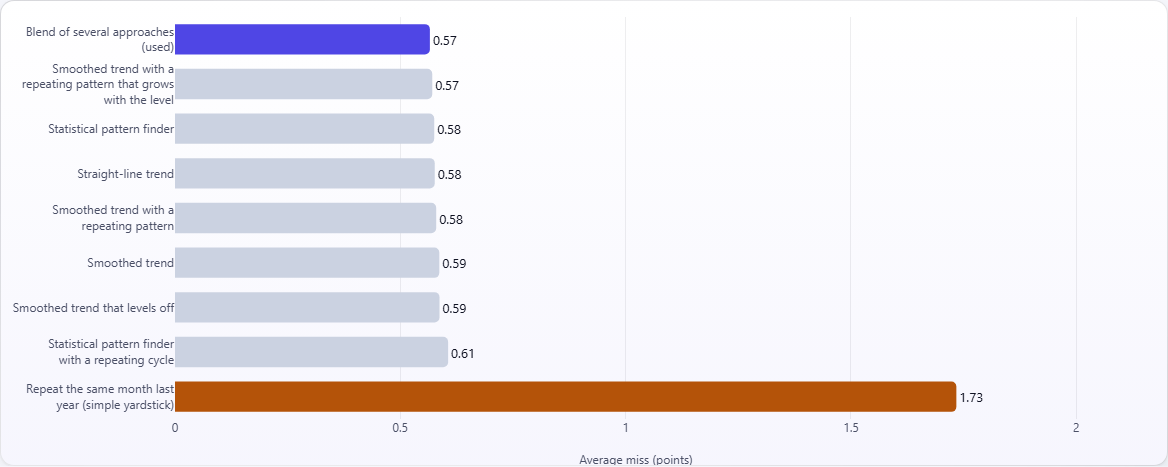 Blend of several approaches
(used)
0.57
Smoothed trend with a
repeating pattern that grows
with the level
0.57
Statistical pattern finder
0.58
Straight-line trend
0.58
Smoothed trend with a
repeating pattern
0.58
Smoothed trend
0.59
Smoothed trend that levels off
0.59
Statistical pattern finder
with a repeating cycle
0.61
Repeat the same month last
year (simple yardstick)
1.73
0
0.5
1
1.5
2
Average miss (points)